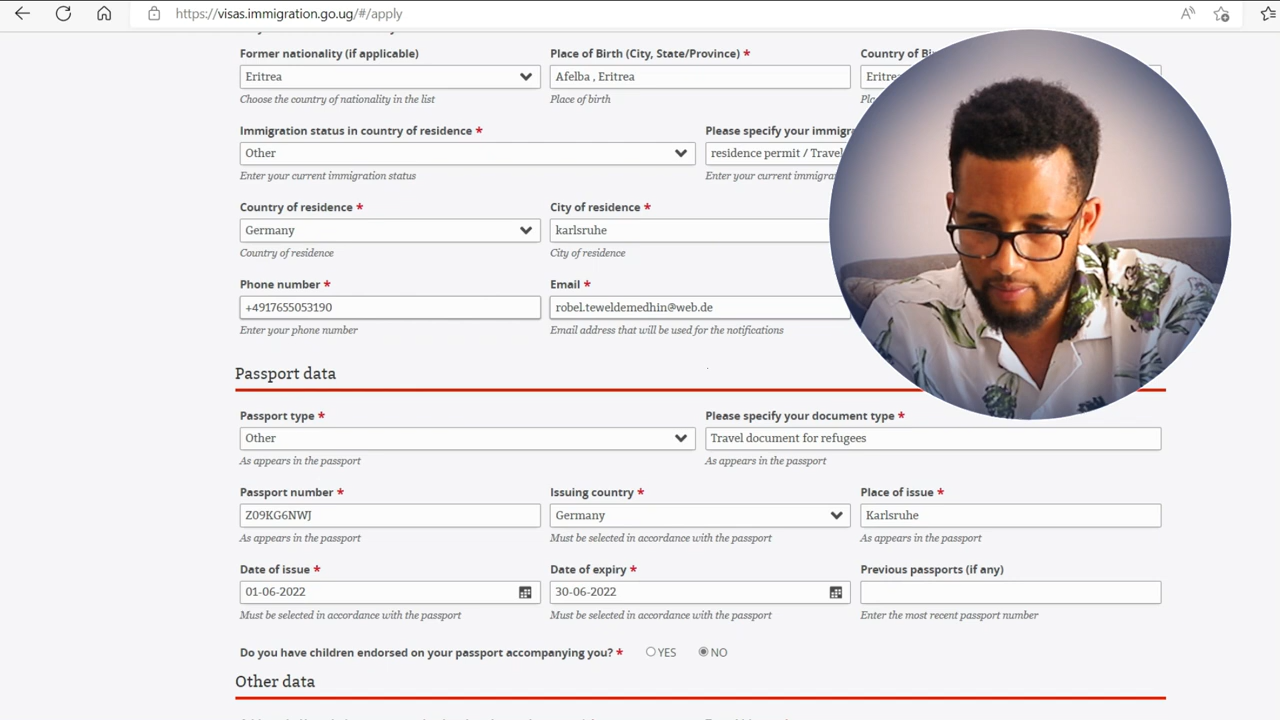 https://visas.immigration.go.ug/#/apply
Former nationality (if applicable) Place of Birth (City, State/Province) * Country of
Eritrea Afelba , Eritrea
Choose the country of nationality in the list Place of birth
Immigration status in country of residence * Please specify your
Other residence permit /
Enter your current immigration status Enter your current
Country of residence * City of residence *
Germany karlsruhe
Country of residence City of residence
Phone number * Email *
+4917655053190 robel.teweldemedhin@web.de
Enter your phone number Email address that will be used for the notifications
Passport data
Passport type * Please specify your document type *
Other Travel document for refugees
As appears in the passport As appears in the passport
Passport number * Issuing country * Place of issue *
Z09KG6NWJ Germany Karlsruhe
As appears in the passport Must be selected in accordance with the passport As appears in the passport
Date of issue * Date of expiry * Previous passports (if any)
01-06-2022 30-06-2022
Must be selected in accordance with the passport Must be selected in accordance with the passport Enter the most recent passport number
Do you have children endorsed on your passport accompanying you? * YES NO
Other data